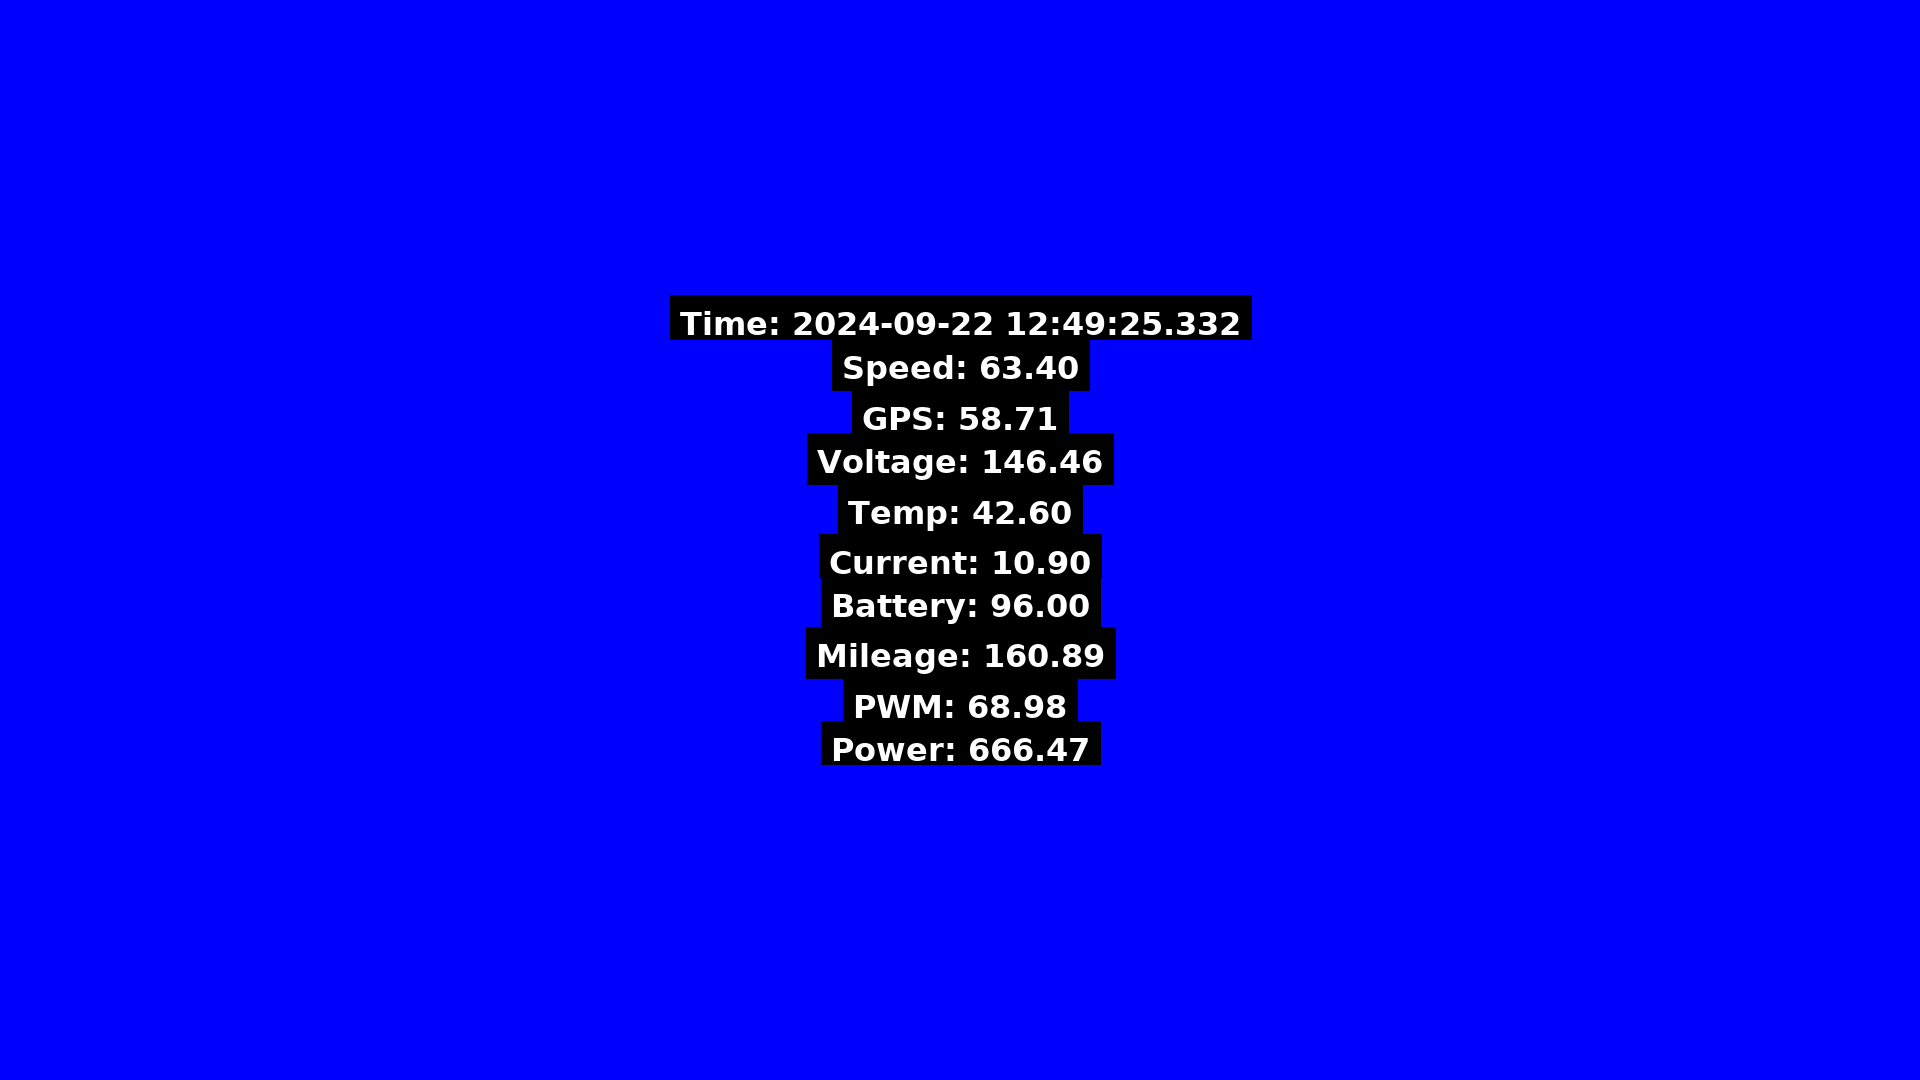 Time: 2024-09-22 12:49:25.332
Speed: 63.40
GPS: 58.71
Voltage: 146.46
Temp: 42.60
Current: 10.90
Battery: 96.00
Mileage: 160.89
PWM: 68.98
Power: 666.47